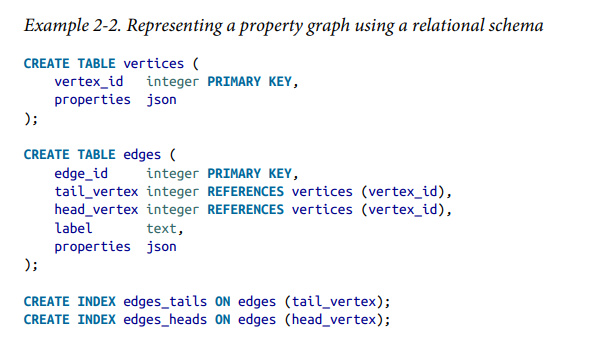 Example 2-2. Representing a property graph using a relational schema
CREATE TABLE vertices (
    vertex_id   integer PRIMARY KEY,
    properties  json
);
CREATE TABLE edges (
    edge_id     integer PRIMARY KEY,
    tail_vertex integer REFERENCES vertices (vertex_id),
    head_vertex integer REFERENCES vertices (vertex_id),
    label       text,
    properties  json
);
CREATE INDEX edges_tails ON edges (tail_vertex);
CREATE INDEX edges_heads ON edges (head_vertex);